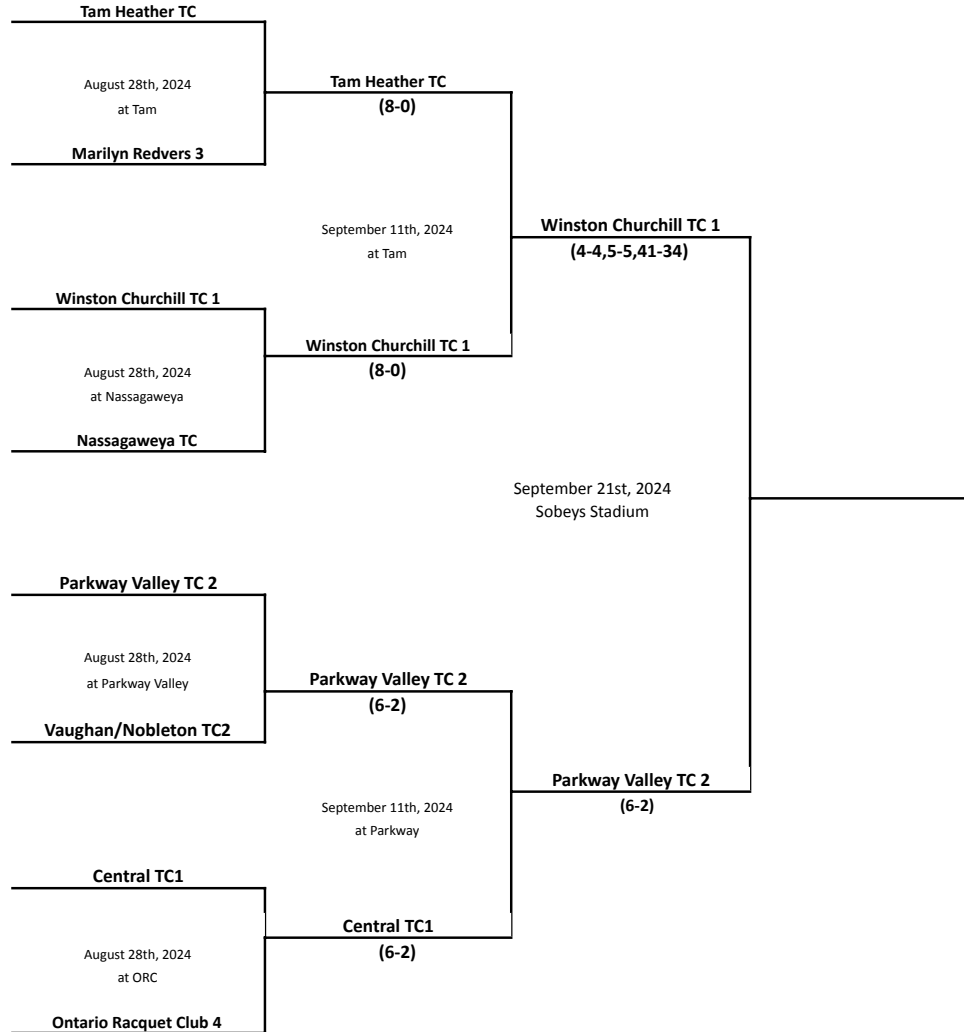 Tam Heather TC
August 28th, 2024
at Tam
Marilyn Redvers 3
Tam Heather TC
(8-0)
September 11th, 2024
at Tam
Winston Churchill TC 1
August 28th, 2024
at Nassagaweya
Nassagaweya TC
Winston Churchill TC 1
(8-0)
Winston Churchill TC 1
(4-4,5-5,41-34)
September 21st, 2024
Sobeys Stadium
Parkway Valley TC 2
August 28th, 2024
at Parkway Valley
Vaughan/Nobleton TC2
Parkway Valley TC 2
(6-2)
September 11th, 2024
at Parkway
Parkway Valley TC 2
(6-2)
Central TC1
August 28th, 2024
at ORC
Ontario Racquet Club 4
Central TC1
(6-2)